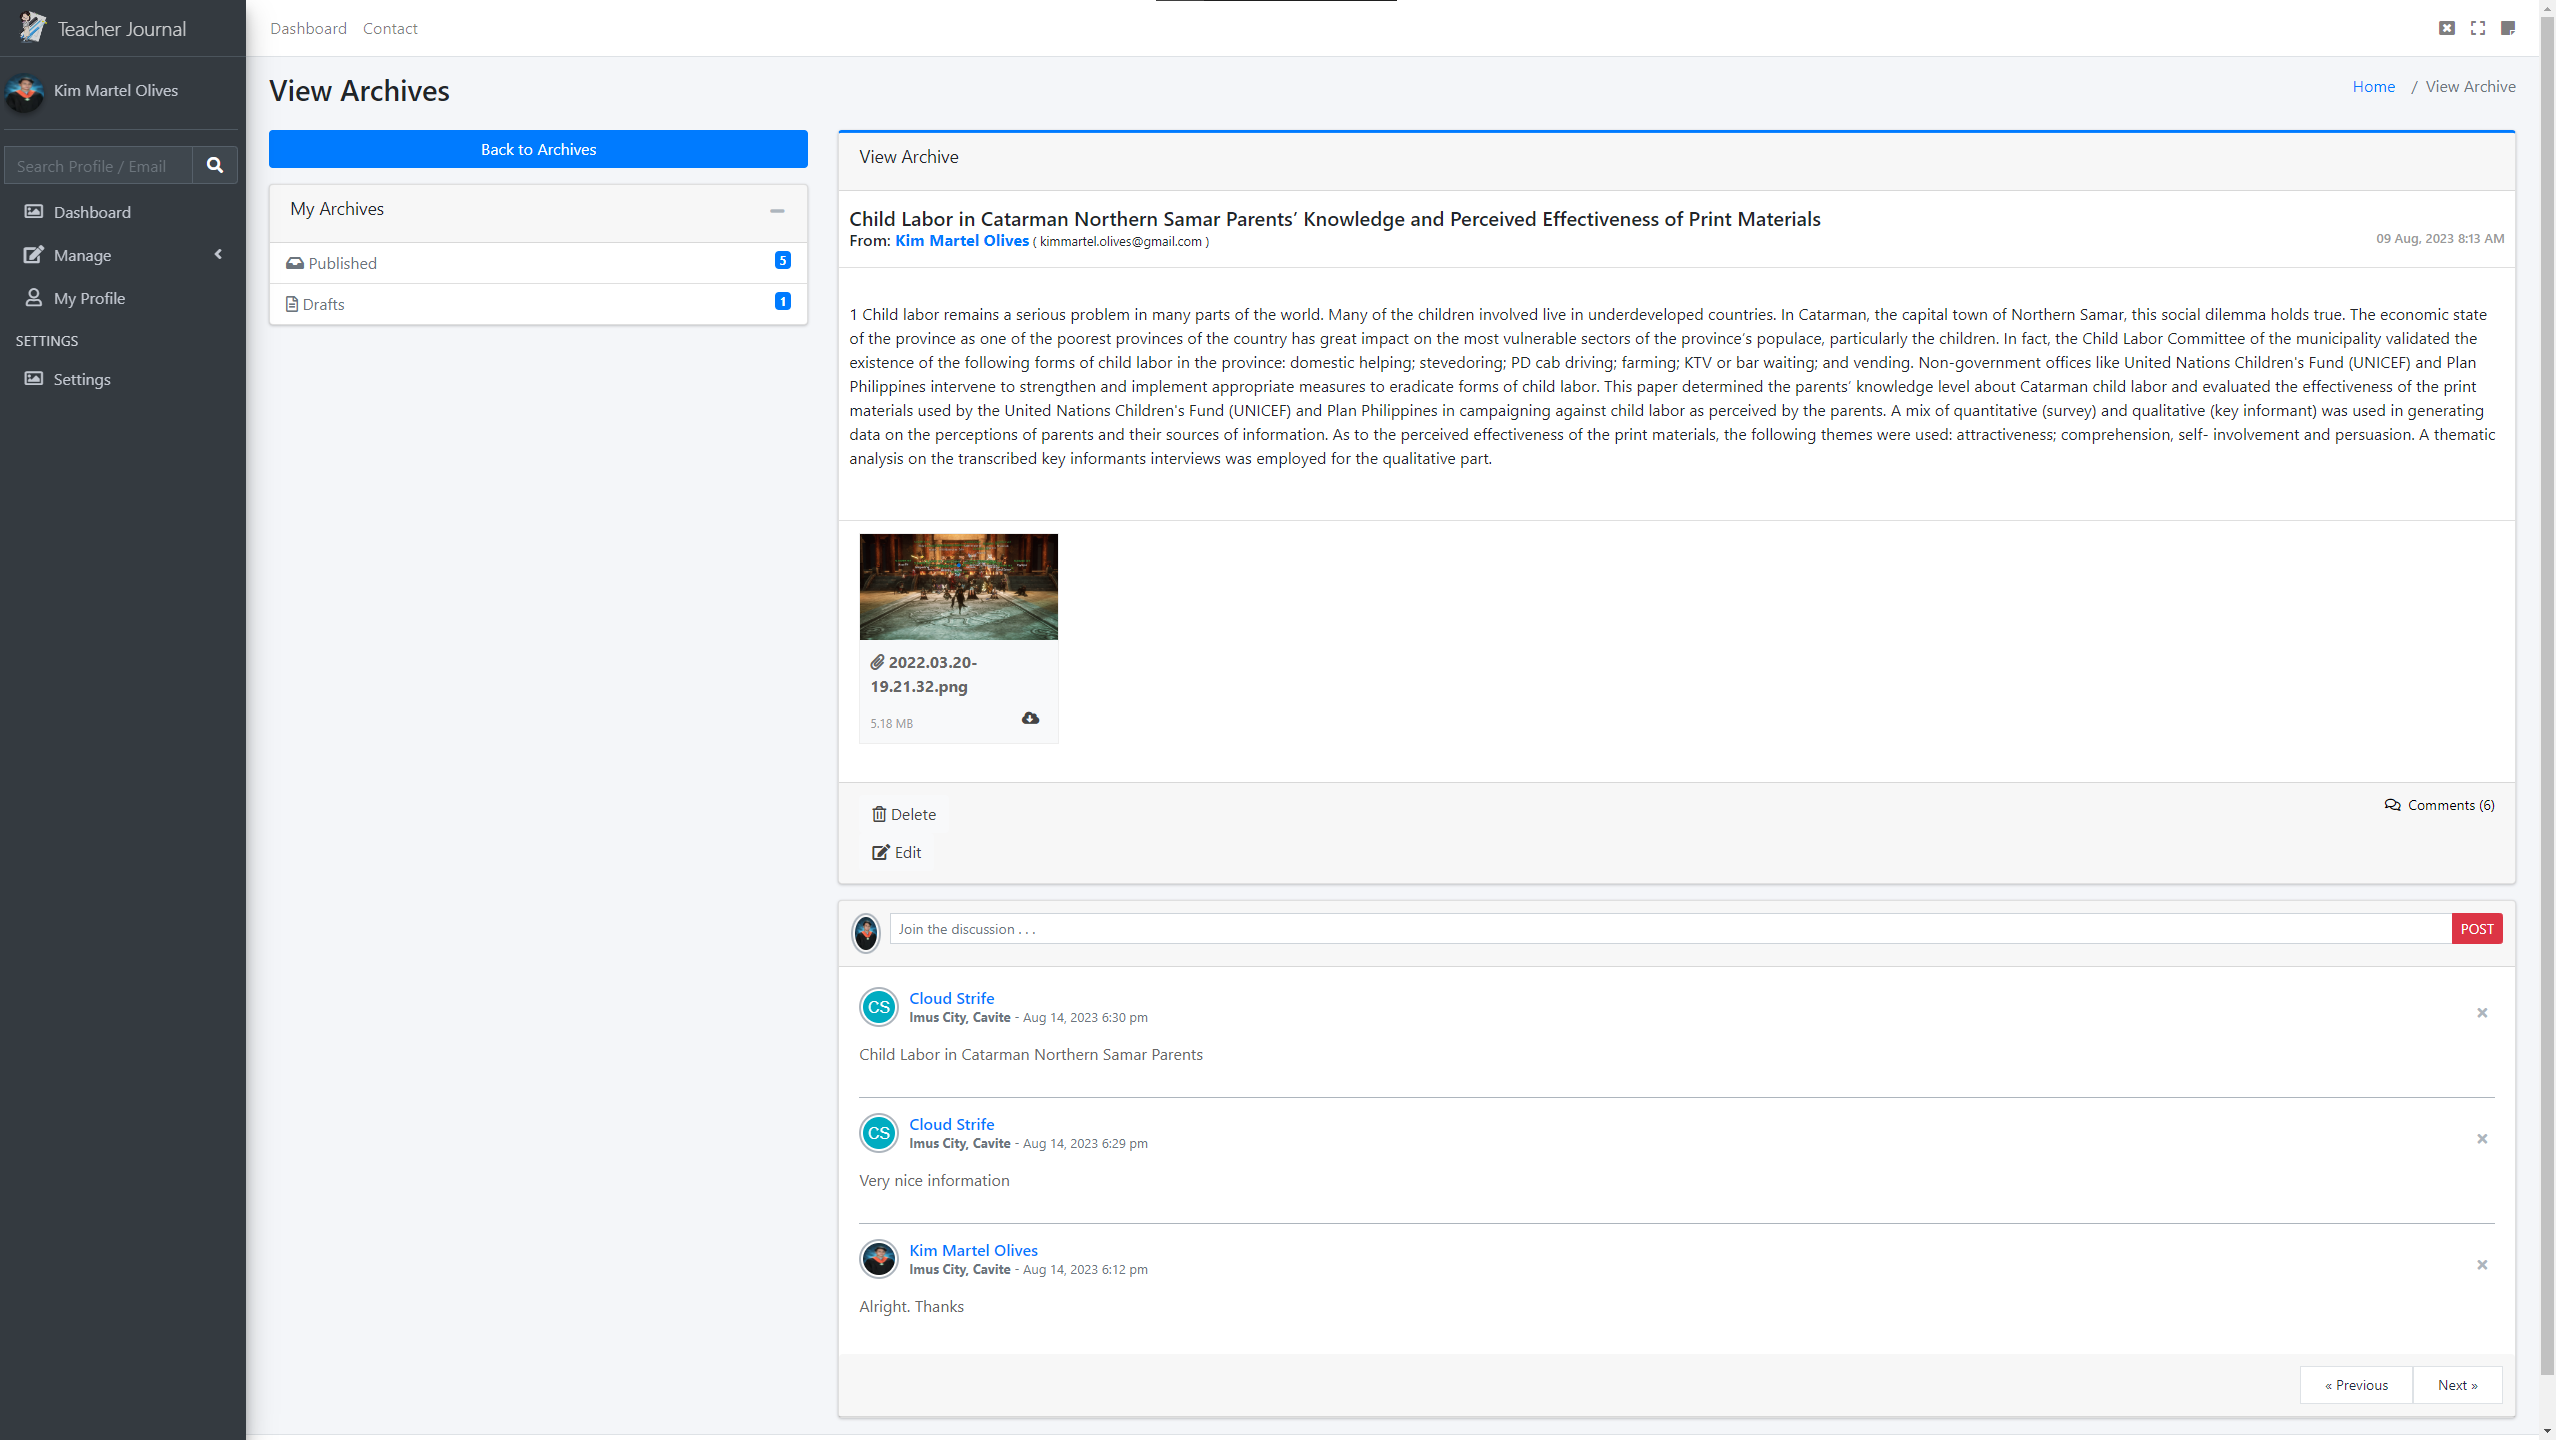 Teacher Journal
Dashboard Contact
Kim Martel Olives
Search Profile / Email
Dashboard
Manage
My Profile
SETTINGS
Settings
View Archives
Home / View Archive
Back to Archives
My Archives
Published 5
Drafts 1
View Archive
Child Labor in Catarman Northern Samar Parents’ Knowledge and Perceived Effectiveness of Print Materials
From: Kim Martel Olives ( kimmartel.olives@gmail.com )
09 Aug, 2023 8:13 AM
1 Child labor remains a serious problem in many parts of the world. Many of the children involved live in underdeveloped countries. In Catarman, the capital town of Northern Samar, this social dilemma holds true. The economic state
of the province as one of the poorest provinces of the country has great impact on the most vulnerable sectors of the province’s populace, particularly the children. In fact, the Child Labor Committee of the municipality validated the
existence of the following forms of child labor in the province: domestic helping; stevedoring; PD cab driving; farming; KTV or bar waiting; and vending. Non-government offices like United Nations Children's Fund (UNICEF) and Plan
Philippines intervene to strengthen and implement appropriate measures to eradicate forms of child labor. This paper determined the parents’ knowledge level about Catarman child labor and evaluated the effectiveness of the print
materials used by the United Nations Children's Fund (UNICEF) and Plan Philippines in campaigning against child labor as perceived by the parents. A mix of quantitative (survey) and qualitative (key informant) was used in generating
data on the perceptions of parents and their sources of information. As to the perceived effectiveness of the print materials, the following themes were used: attractiveness; comprehension, self- involvement and persuasion. A thematic
analysis on the transcribed key informants interviews was employed for the qualitative part.
2022.03.20-
19.21.32.png
5.18 MB
Delete
Comments (6)
Edit
Join the discussion . . .
POST
CS
Cloud Strife
Imus City, Cavite - Aug 14, 2023 6:30 pm
Child Labor in Catarman Northern Samar Parents
CS
Cloud Strife
Imus City, Cavite - Aug 14, 2023 6:29 pm
Very nice information
Kim Martel Olives
Imus City, Cavite - Aug 14, 2023 6:12 pm
Alright. Thanks
« Previous
Next »